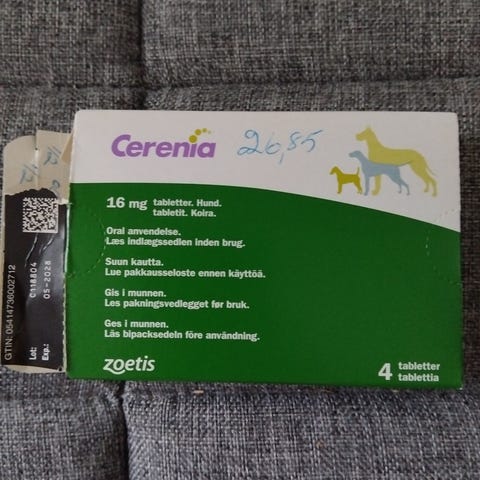 Cerenia
26,85
16 mg tabletter. Hund.
tabletit. Koira.
Oral anvendelse.
Læs indlægssedlen inden brug.
Suun kautta.
Lue pakkausseloste ennen käyttöä.
Gis i munnen.
Les pakningsvedlegget før bruk.
Ges i munnen.
Läs bipacksedeln före användning.
zoetis
4 tabletter
tablettia
GTIN: 05414736002712
Lot: C118804
Exp.: 05-2028